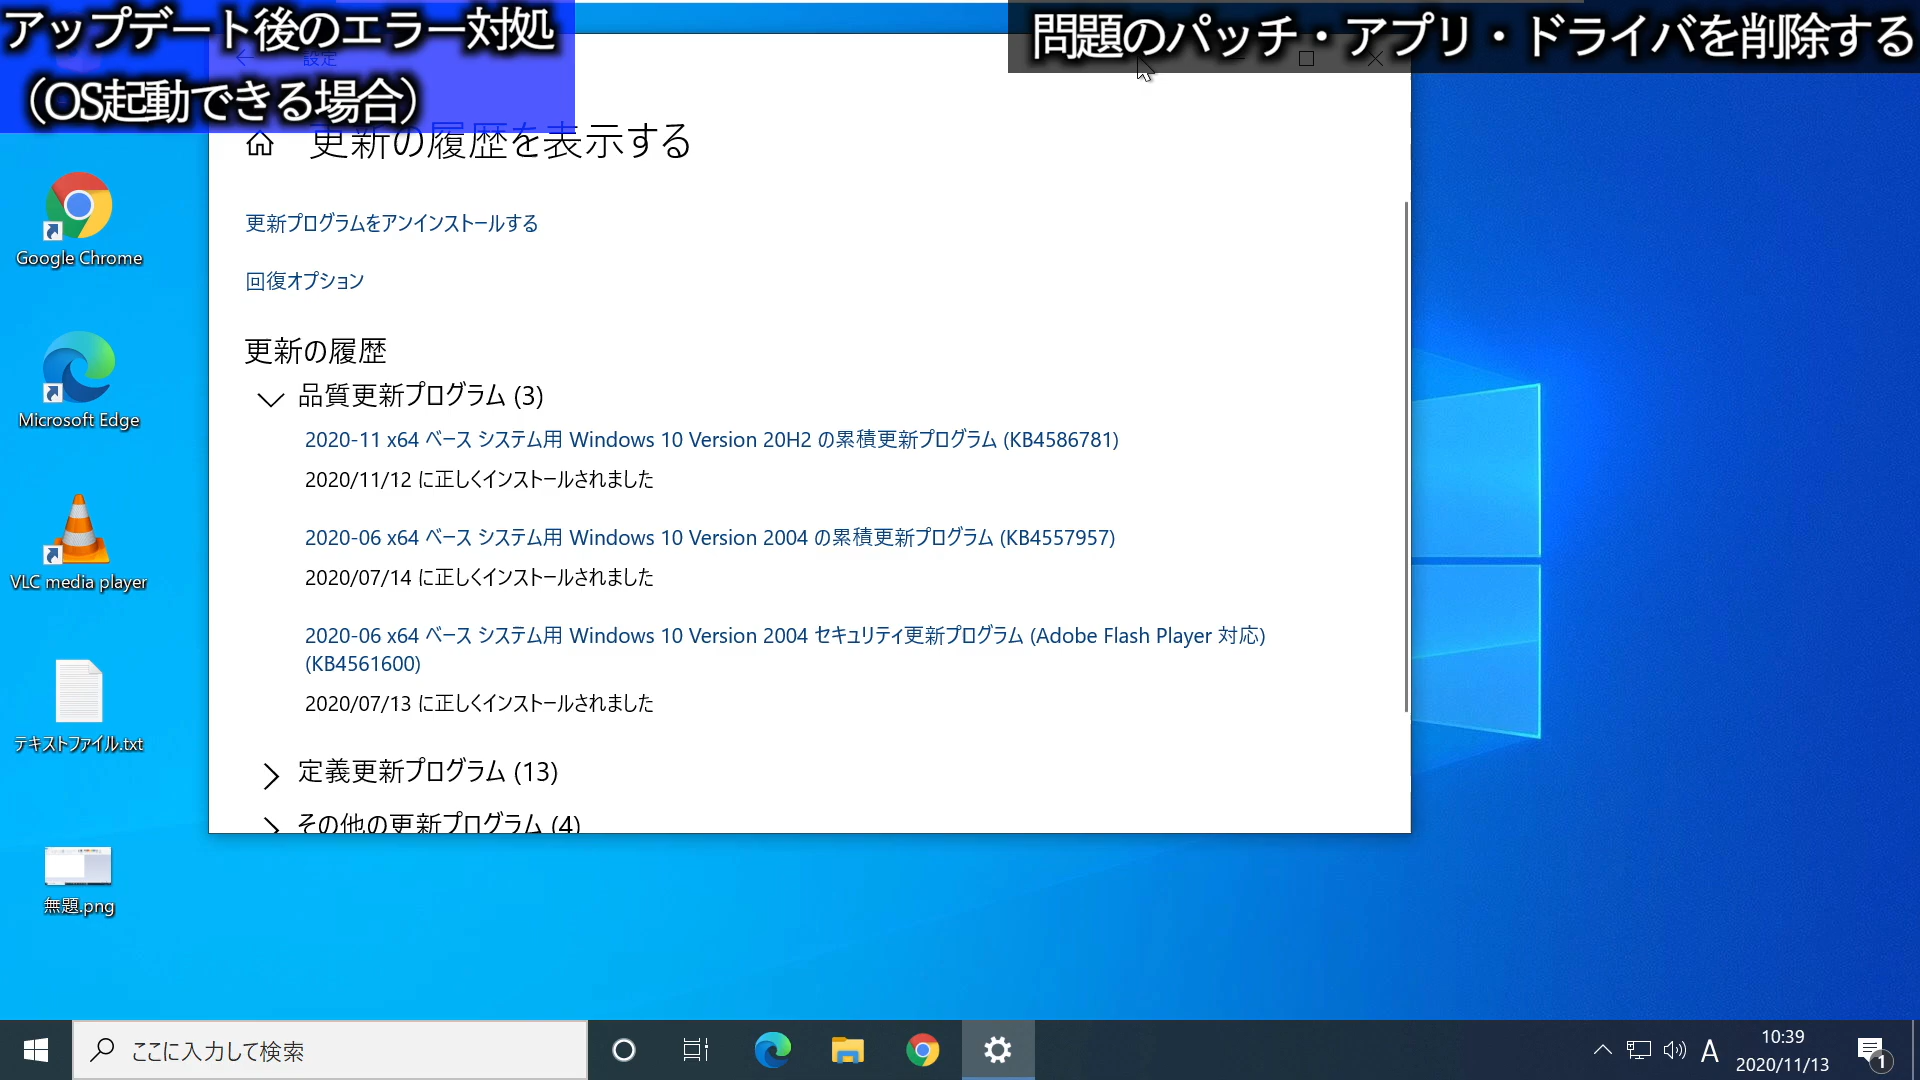 アップデート後のエラー対処
（OS起動できる場合）
問題のパッチ・アプリ・ドライバを削除する
設定
更新の履歴を表示する
更新プログラムをアンインストールする
回復オプション
更新の履歴
品質更新プログラム (3)
2020-11 x64 ベース システム用 Windows 10 Version 20H2 の累積更新プログラム (KB4586781)
2020/11/12 に正しくインストールされました
2020-06 x64 ベース システム用 Windows 10 Version 2004 の累積更新プログラム (KB4557957)
2020/07/14 に正しくインストールされました
2020-06 x64 ベース システム用 Windows 10 Version 2004 セキュリティ更新プログラム (Adobe Flash Player 対応)
(KB4561600)
2020/07/13 に正しくインストールされました
定義更新プログラム (13)
その他の更新プログラム (4)
Google Chrome
Microsoft Edge
VLC media player
テキストファイル.txt
無題.png
ここに入力して検索
A
10:39
2020/11/13
1